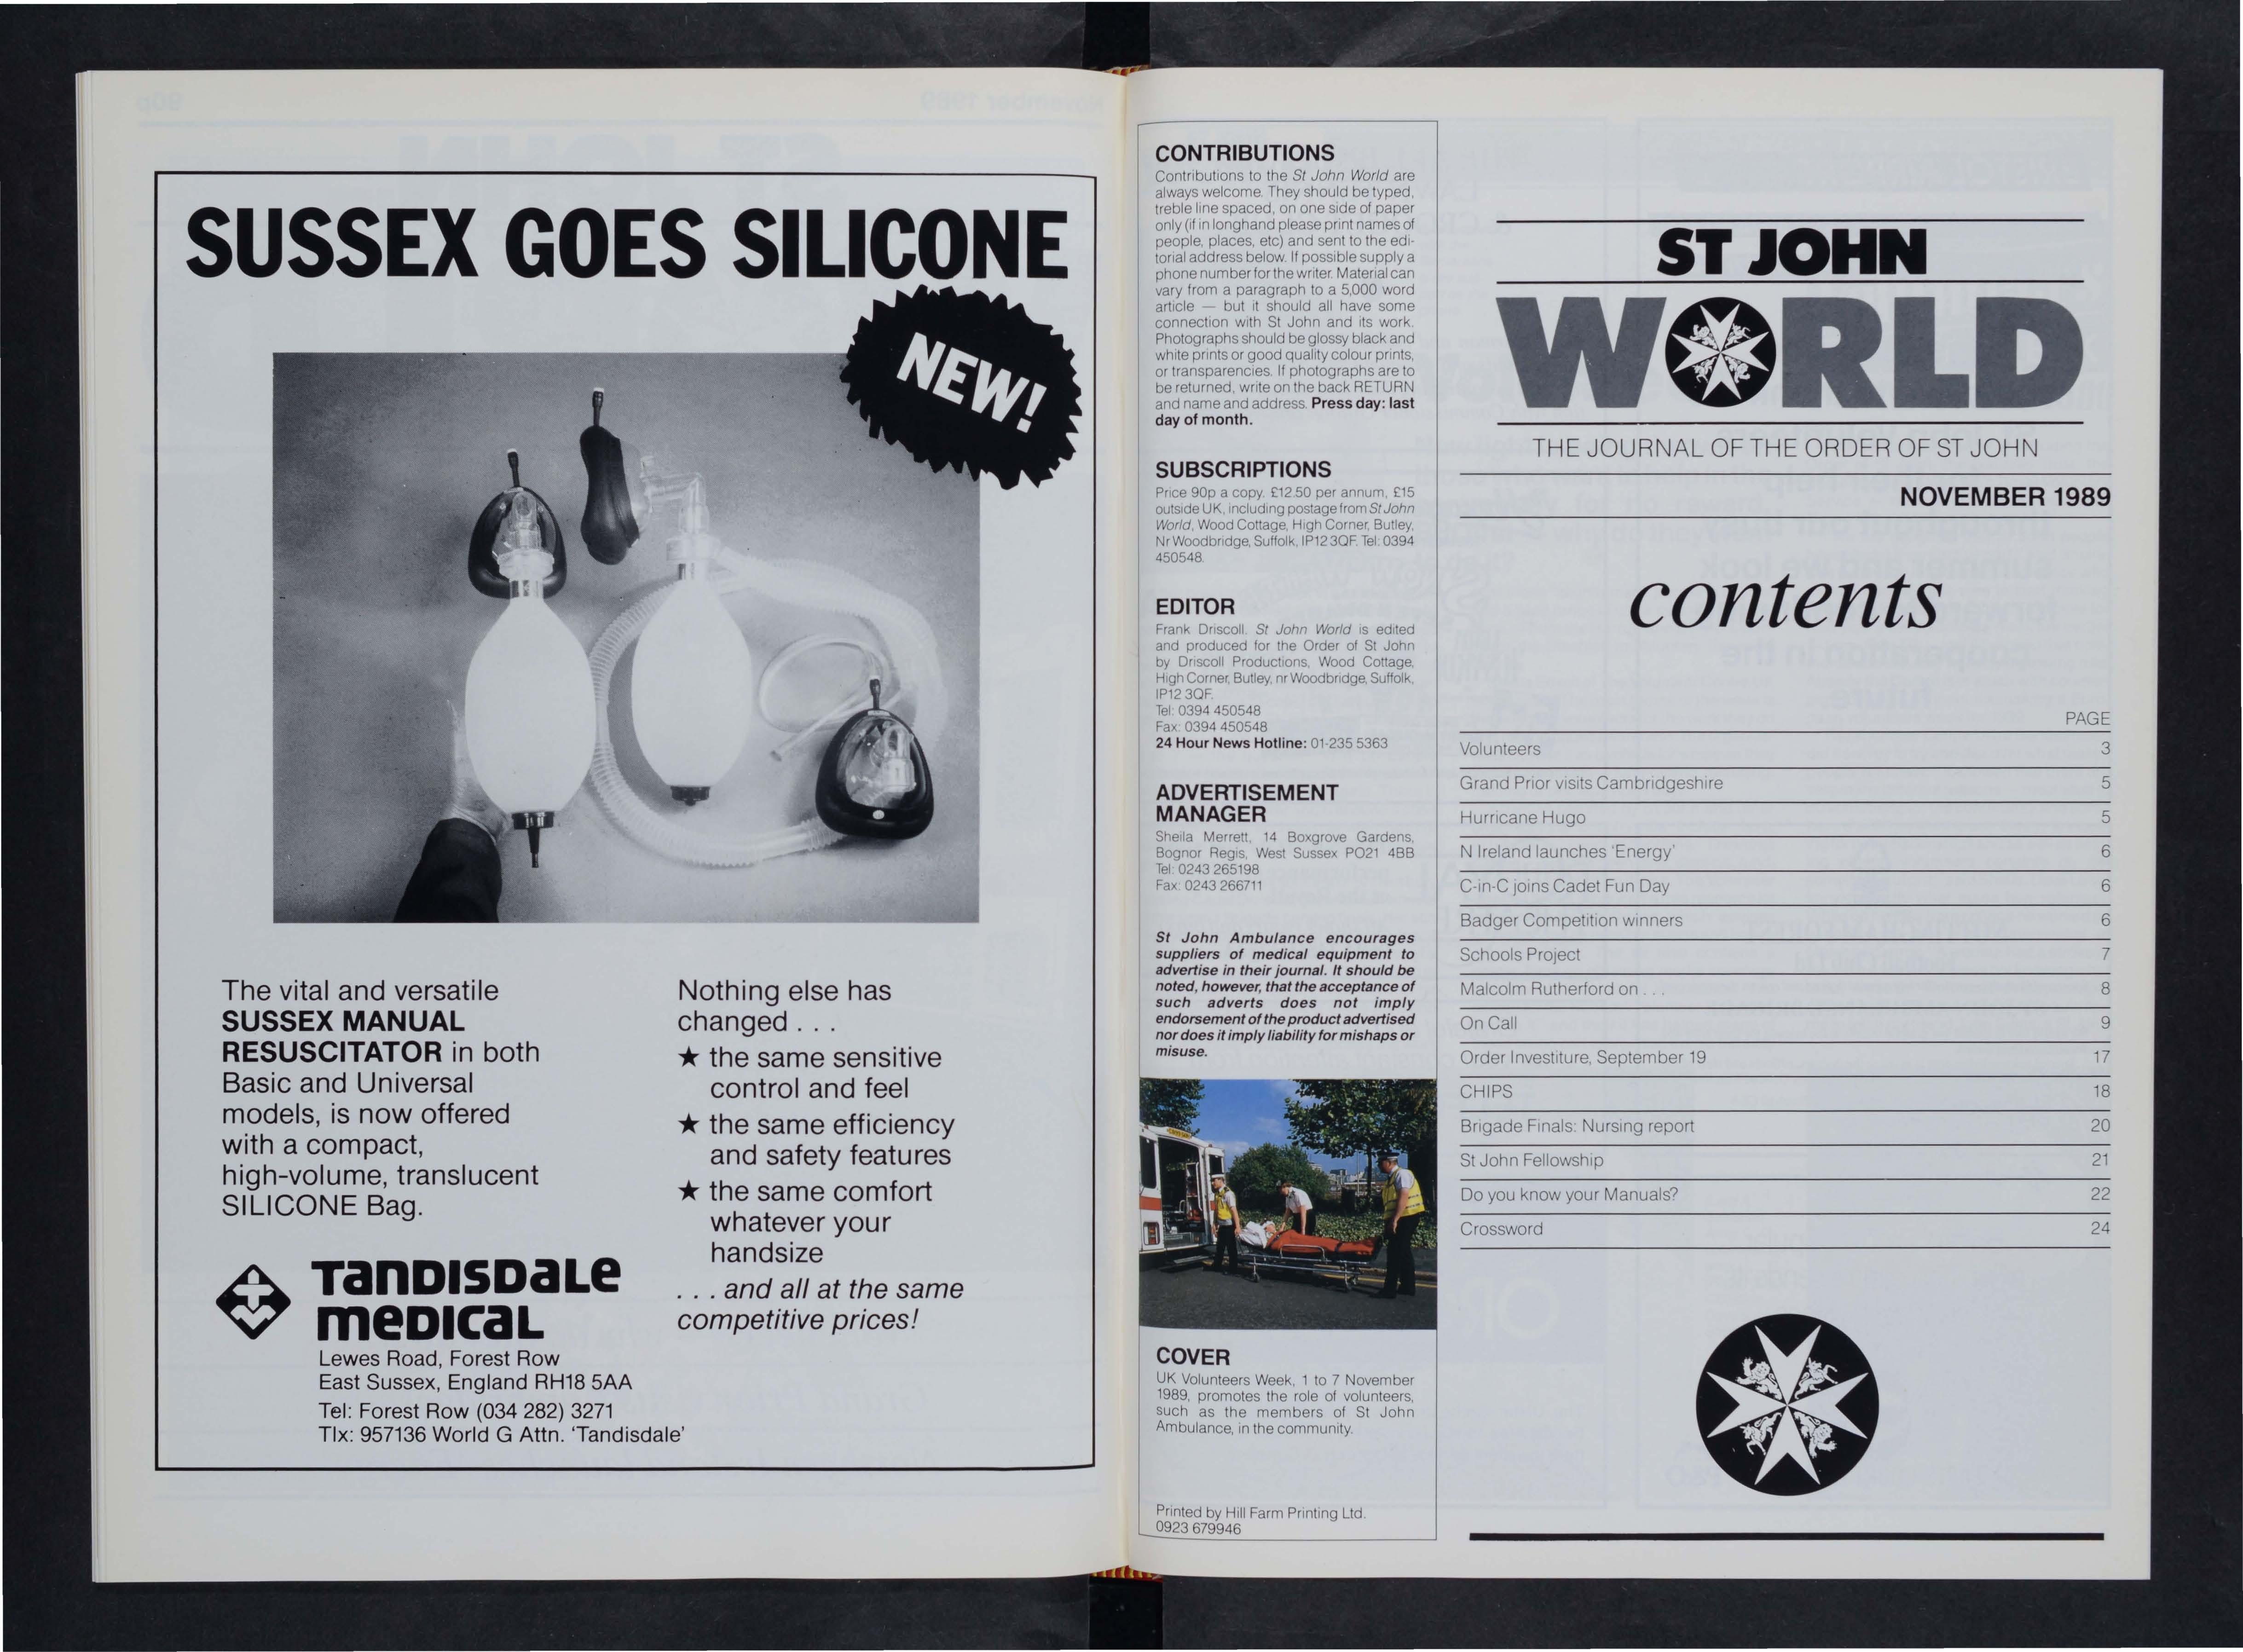 SUSSEX GOES SILICONE
NEW!
The vital and versatile
SUSSEX MANUAL
RESUSCITATOR in both
Basic and Universal
models, is now offered
with a compact,
high-volume, translucent
SILICONE Bag.
Nothing else has
changed . . .
★ the same sensitive
control and feel
★ the same efficiency
and safety features
★ the same comfort
whatever your
handsize
. . . and all at the same
competitive prices!
TANDISDALE
MEDICAL
Lewes Road, Forest Row
East Sussex, England RH18 5AA
Tel: Forest Row (034 282) 3271
Tlx: 957136 World G Attn. ‘Tandisdale’
CONTRIBUTIONS
Contributions to the St John World are
always welcome. They should be typed,
treble line spaced, on one side of paper
only (if in longhand please print names of
people, places, etc) and sent to the edi-
torial address below. If possible supply a
phone number for the writer. Material can
vary from a paragraph to a 5,000 word
article — but it should all have some
connection with St John and its work.
Photographs should be glossy black and
white prints or good quality colour prints,
or transparencies. If photographs are to
be returned, write on the back RETURN
and name and address. Press day: last
day of month.
SUBSCRIPTIONS
Price 90p a copy. £12.50 per annum, £15
outside UK, including postage from St John
World, Wood Cottage, High Corner, Butley,
Nr Woodbridge, Suffolk, IP12 3QF. Tel: 0394
450548.
EDITOR
Frank Driscoll. St John World is edited
and produced for the Order of St John
by Driscoll Productions, Wood Cottage,
High Corner, Butley, nr Woodbridge, Suffolk,
IP12 3QF.
Tel: 0394 450548
Fax: 0394 450548
24 Hour News Hotline: 01-235 5363
ADVERTISEMENT
MANAGER
Sheila Merrett, 14 Boxgrove Gardens,
Bognor Regis, West Sussex PO21 4BB
Tel: 0243 265198
Fax: 0243 266711
St John Ambulance encourages
suppliers of medical equipment to
advertise in their journal. It should be
noted, however, that the acceptance of
such adverts does not imply
endorsement of the product advertised
nor does it imply liability for mishaps or
misuse.
COVER
UK Volunteers Week, 1 to 7 November
1989, promotes the role of volunteers,
such as the members of St John
Ambulance, in the community.
Printed by Hill Farm Printing Ltd.
0923 679946
ST JOHN
WORLD
THE JOURNAL OF THE ORDER OF ST JOHN
NOVEMBER 1989
contents
PAGE
Volunteers 3
Grand Prior visits Cambridgeshire 5
Hurricane Hugo 5
N Ireland launches ‘Energy’ 6
C-in-C joins Cadet Fun Day 6
Badger Competition winners 6
Schools Project 7
Malcolm Rutherford on . . . 8
On Call 9
Order Investiture, September 19 17
CHIPS 18
Brigade Finals: Nursing report 20
St John Fellowship 21
Do you know your Manuals? 22
Crossword 24